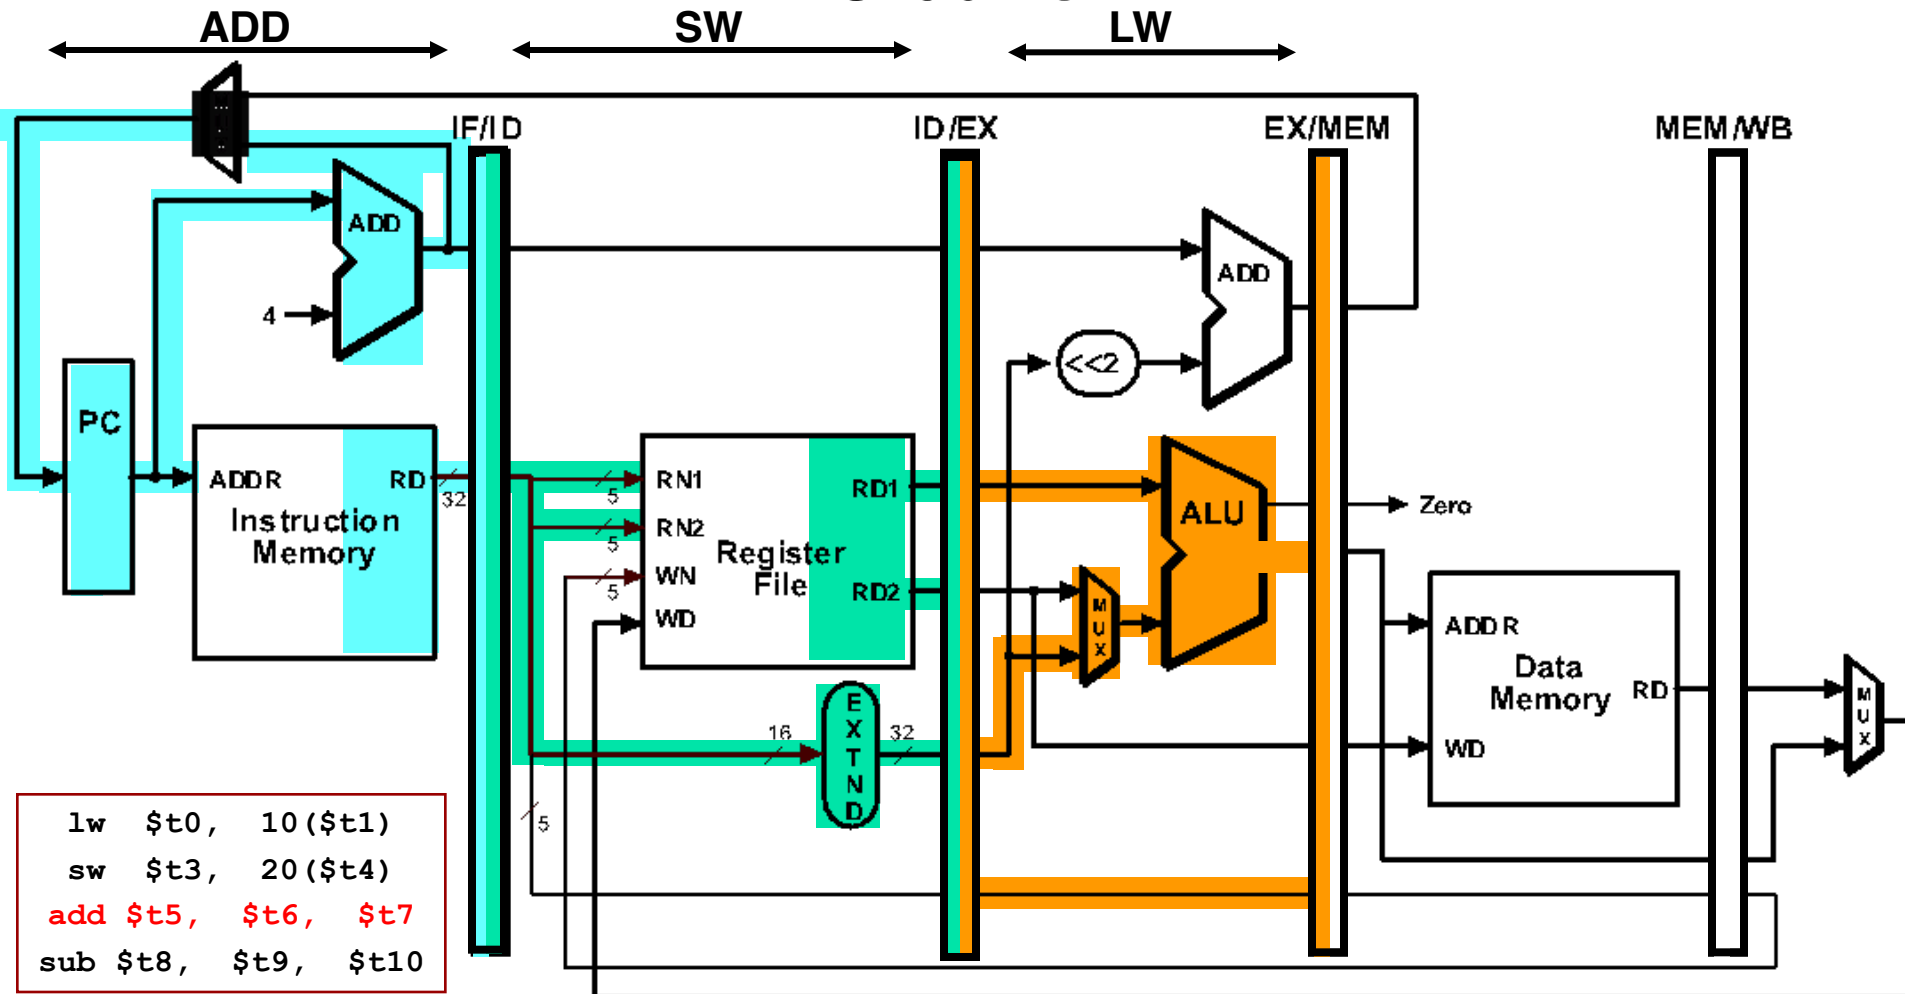 ADD SW LW
IF/ID ID/EX EX/MEM MEM/WB
ADD
4
ADD
<<2
PC
ADDR RD
32
Instruction
Memory
RN1
5
RN2
5
WN
5
WD
RD1
RD2
Register
File
16
EXTND
32
5
MUX
ALU
Zero
ADDR
Data
Memory
RD
WD
MUX
lw $t0, 10($t1)
sw $t3, 20($t4)
add $t5, $t6, $t7
sub $t8, $t9, $t10